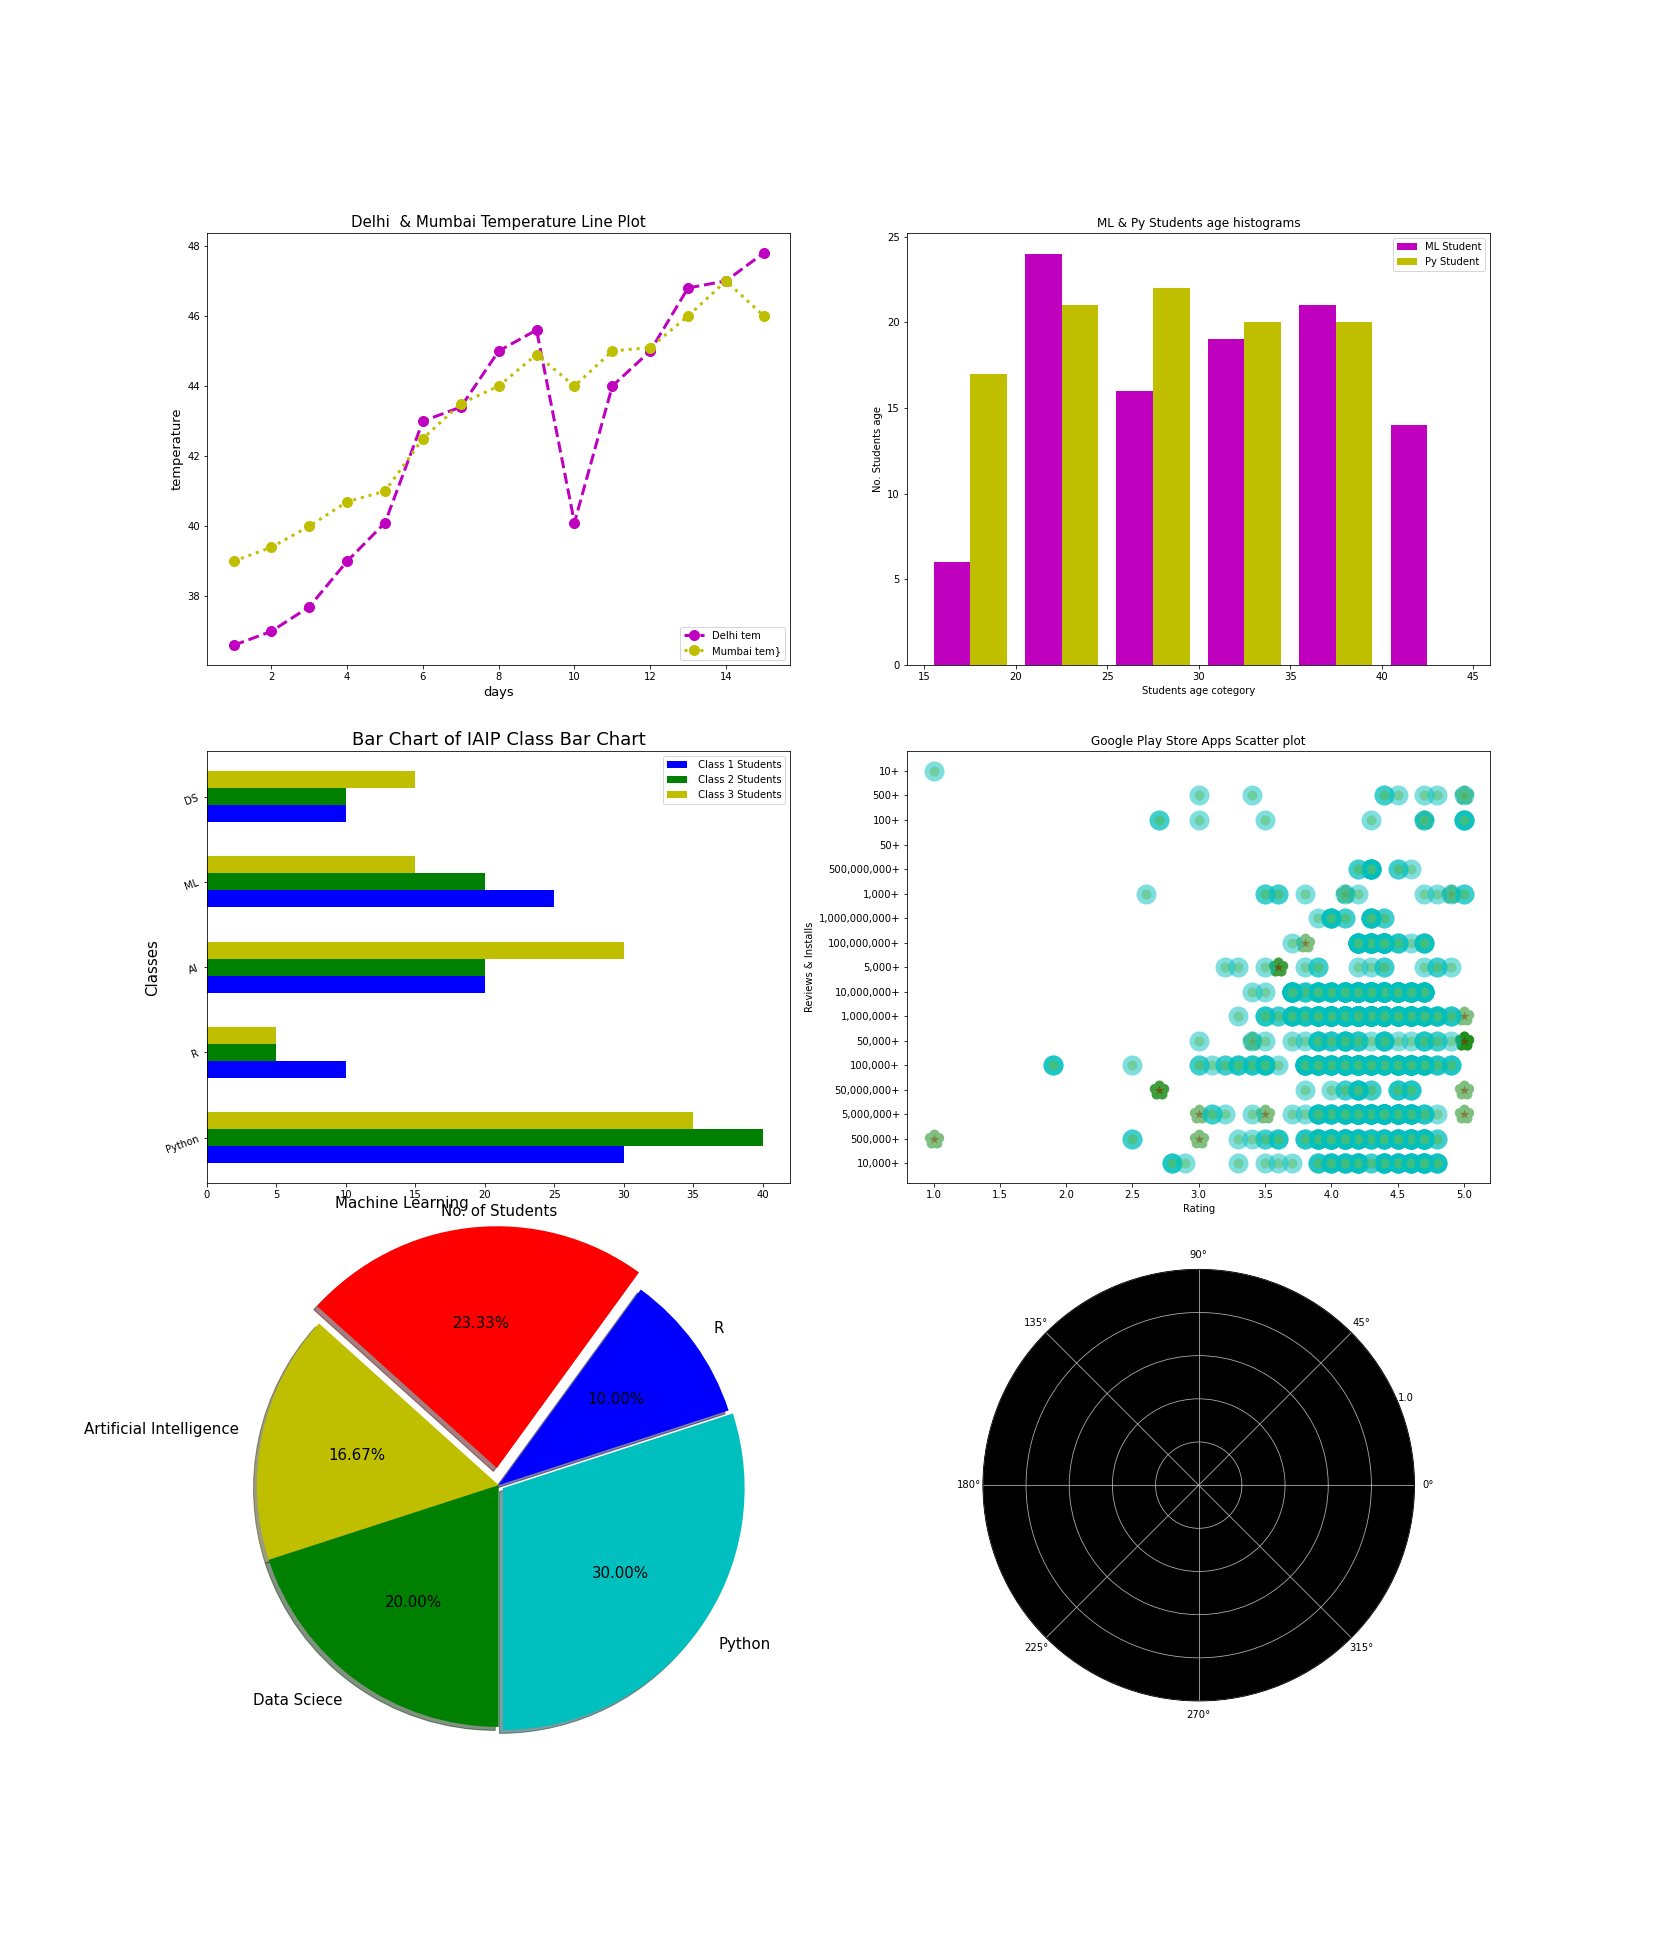 Delhi  & Mumbai Temperature Line Plot
48
46
44
42
40
38
temperature
2
4
6
8
10
12
14
days
Delhi tem
Mumbai tem}
ML & Py Students age histograms
25
20
15
10
5
0
No. Students age
15
20
25
30
35
40
45
Students age cotegory
ML Student
Py Student
Bar Chart of IAIP Class Bar Chart
Class 1 Students
Class 2 Students
Class 3 Students
DS
ML
AI
R
Python
Classes
0
5
10
15
20
25
30
35
40
No. of Students
Google Play Store Apps Scatter plot
10+
500+
100+
50+
500,000,000+
1,000+
1,000,000,000+
100,000,000+
5,000+
10,000,000+
1,000,000+
50,000+
100,000+
50,000,000+
5,000,000+
500,000+
10,000+
Reviews & Installs
1.0
1.5
2.0
2.5
3.0
3.5
4.0
4.5
5.0
Rating
Machine Learning
23.33%
R
10.00%
Artificial Intelligence
16.67%
30.00%
20.00%
Python
Data Sciece
90°
135°
45°
1.0
180°
0°
225°
315°
270°